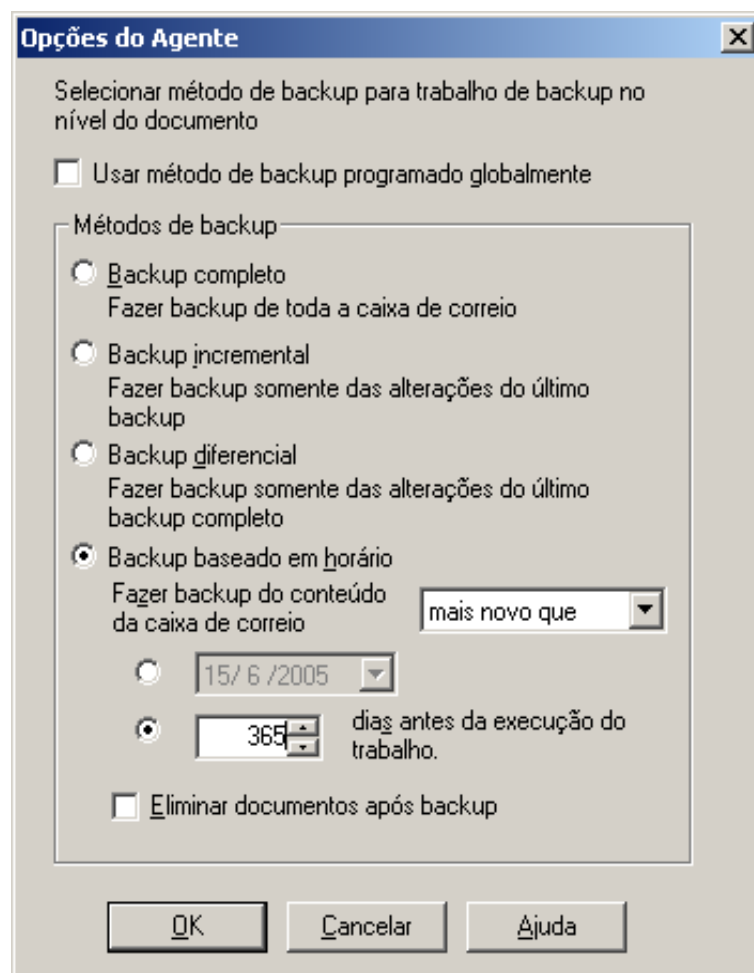 Opções do Agente
Selecionar método de backup para trabalho de backup no
nível do documento
Usar método de backup programado globalmente
Métodos de backup
Backup completo
Fazer backup de toda a caixa de correio
Backup incremental
Fazer backup somente das alterações do último
backup
Backup diferencial
Fazer backup somente das alterações do último
backup completo
Backup baseado em horário
Fazer backup do conteúdo
da caixa de correio
mais novo que
15/ 6 /2005
365
dias antes da execução do
trabalho.
Eliminar documentos após backup
OK Cancelar Ajuda